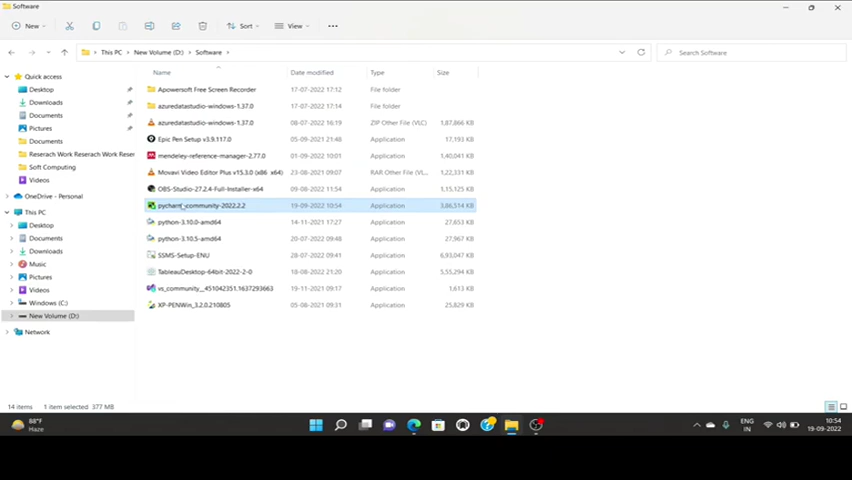 Software
New
Sort
View
This PC
New Volume (D:)
Software
Search Software
Name
Date modified
Type
Size
Quick access
Desktop
Downloads
Documents
Pictures
Documents
Reserach Work Reserach Work Reser
Soft Computing
Videos
OneDrive - Personal
This PC
Desktop
Documents
Downloads
Music
Pictures
Videos
Windows (C:)
New Volume (D:)
Network
Apowersoft Free Screen Recorder 17-07-2022 17:12 File folder
azuredatastudio-windows-1.37.0 17-07-2022 17:14 File folder
azuredatastudio-windows-1.37.0 08-07-2022 16:19 ZIP Other File (VLC) 1,87,866 KB
Epic Pen Setup v3.9.117.0 05-09-2021 21:48 Application 17,193 KB
mendeley-reference-manager-2.77.0 01-09-2022 10:01 Application 1,40,041 KB
Movavi Video Editor Plus v15.3.0 (x86 x64) 23-08-2021 09:07 RAR Other File (VL... 1,22,331 KB
OBS-Studio-27.2.4-Full-Installer-x64 09-08-2022 11:54 Application 1,15,125 KB
pycharm-community-2022.2.2 19-09-2022 10:54 Application 3,86,514 KB
python-3.10.0-amd64 14-11-2021 17:27 Application 27,653 KB
python-3.10.5-amd64 20-07-2022 09:48 Application 27,967 KB
SSMS-Setup-ENU 28-07-2022 09:41 Application 6,93,047 KB
TableauDesktop-64bit-2022-2-0 18-08-2022 21:20 Application 5,55,294 KB
vs_community__451042351.1637293663 19-11-2021 09:17 Application 1,613 KB
XP-PENWin_3.2.0.210805 05-08-2021 09:31 Application 25,829 KB
14 items
1 item selected 377 MB
88°F
Haze
ENG
IN
10:54
19-09-2022